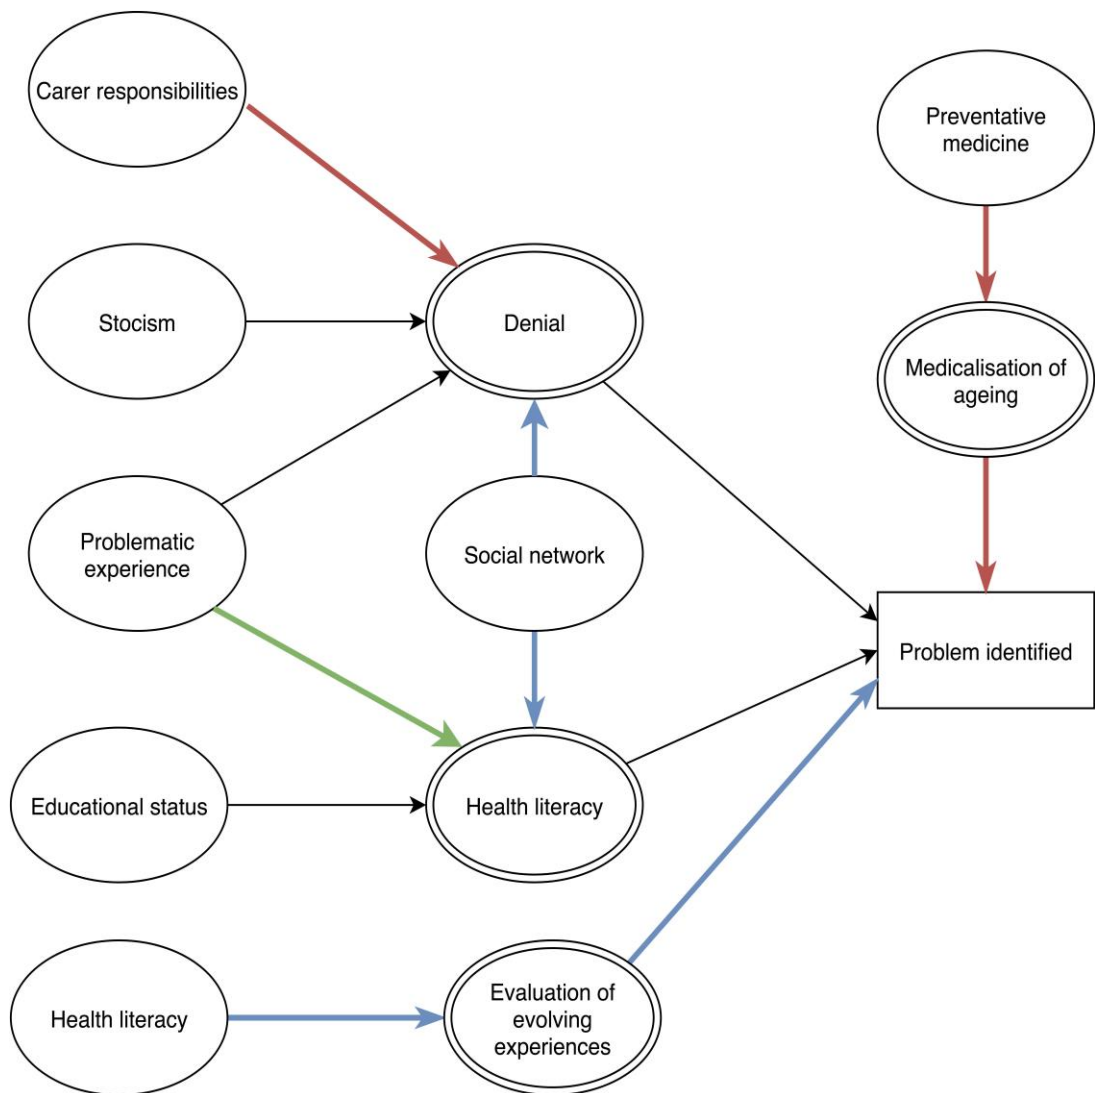 Carer responsibilities
Preventative
medicine
Stocism
Denial
Medicalisation of
ageing
Problematic
experience
Social network
Problem identified
Educational status
Health literacy
Health literacy
Evaluation of
evolving
experiences